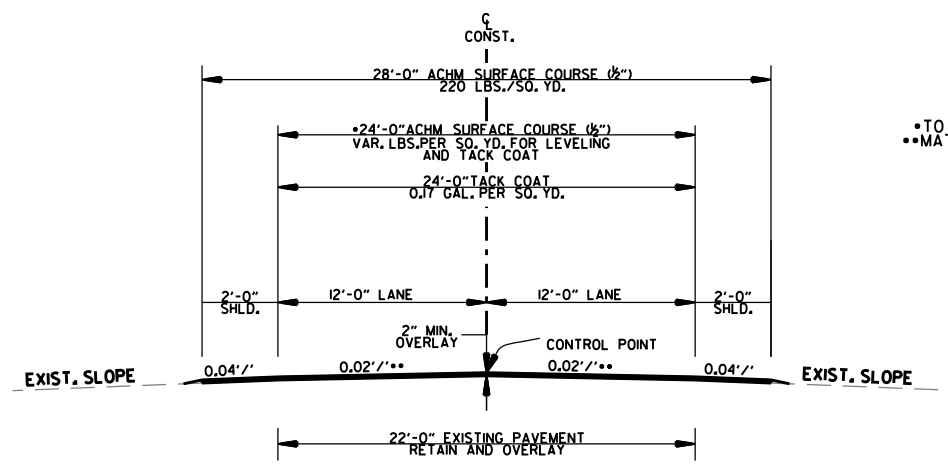 ℄
CONST.
28'-0" ACHM SURFACE COURSE (½")
220 LBS./SQ. YD.
•24'-0" ACHM SURFACE COURSE (½")
VAR. LBS. PER SQ. YD. FOR LEVELING
AND TACK COAT
•TO
••MA
24'-0" TACK COAT
0.17 GAL. PER SQ. YD.
2'-0"
SHLD.
12'-0" LANE
12'-0" LANE
2'-0"
SHLD.
2" MIN.
OVERLAY
CONTROL POINT
EXIST. SLOPE
0.04'/'
0.02'/'••
0.02'/'••
0.04'/'
EXIST. SLOPE
22'-0" EXISTING PAVEMENT
RETAIN AND OVERLAY